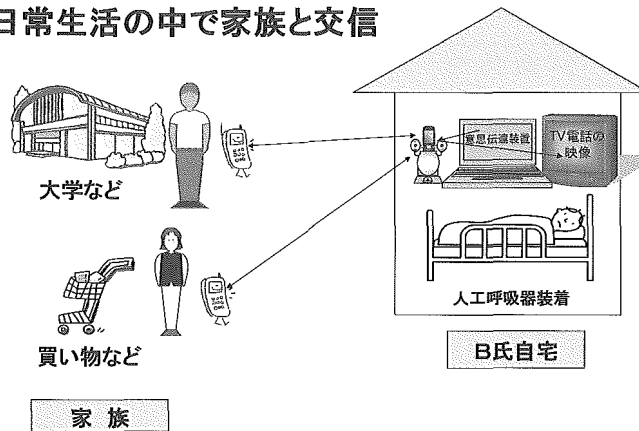 日常生活の中で家族と交信
意思伝達装置
TV電話の
映像
大学など
人工呼吸器装着
買い物など
B氏自宅
家 族